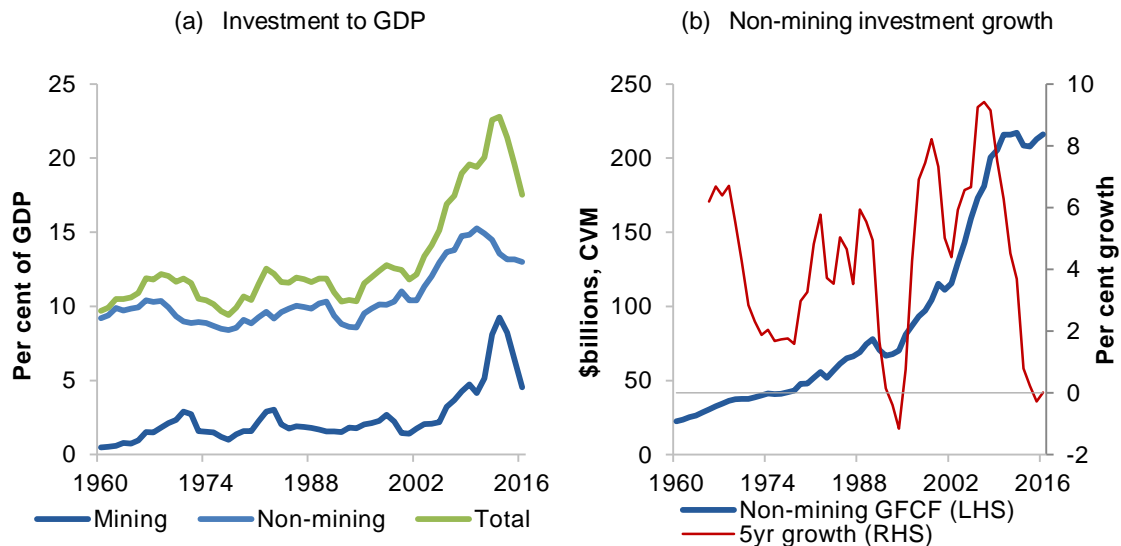 (a) Investment to GDP
(b) Non-mining investment growth
Per cent of GDP
25
20
15
10
5
0
1960 1974 1988 2002 2016
Mining Non-mining Total
$billions, CVM
250
200
150
100
50
0
10
8
6
4
2
0
-2
Per cent growth
1960 1974 1988 2002 2016
Non-mining GFCF (LHS)
5yr growth (RHS)